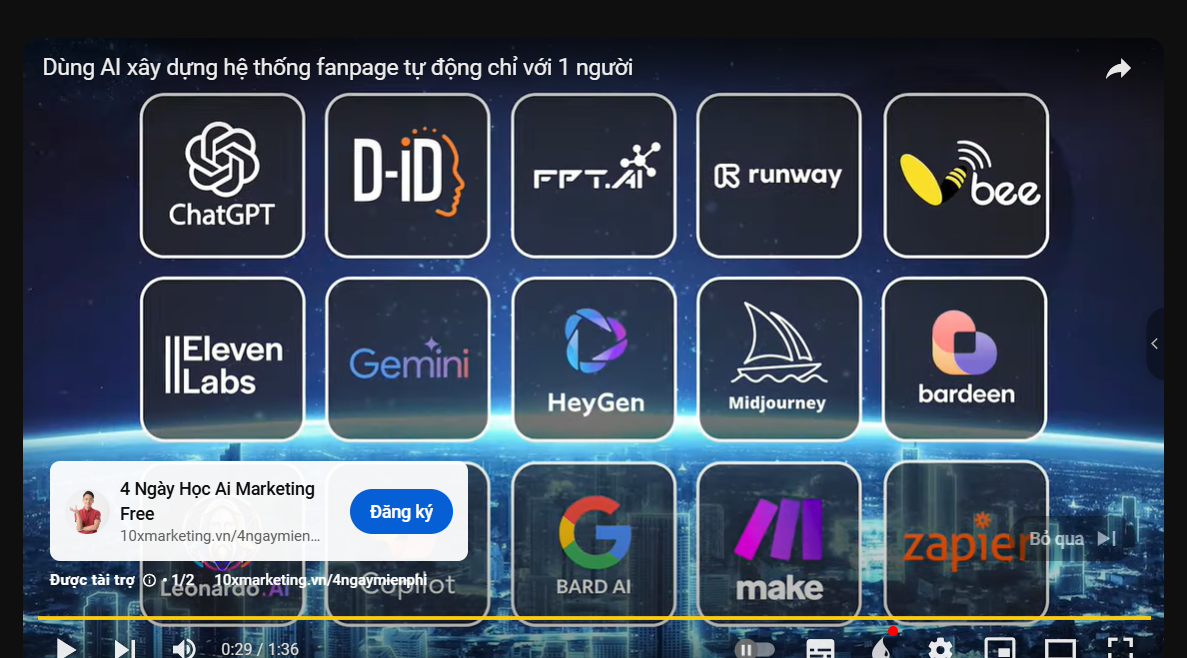 Dùng AI xây dựng hệ thống fanpage tự động chỉ với 1 người
ChatGPT
D-iD
FPT.AI
runway
bee
||Eleven
Labs
Gemini
HeyGen
Midjourney
bardeen
4 Ngày Học Ai Marketing
Free
10xmarketing.vn/4ngaymien...
Đăng ký
Leonardo.Ai
Copilot
BARD AI
make
zapier
Bỏ qua
Được tài trợ · 1/2 10xmarketing.vn/4ngaymienphi
0:29 / 1:36